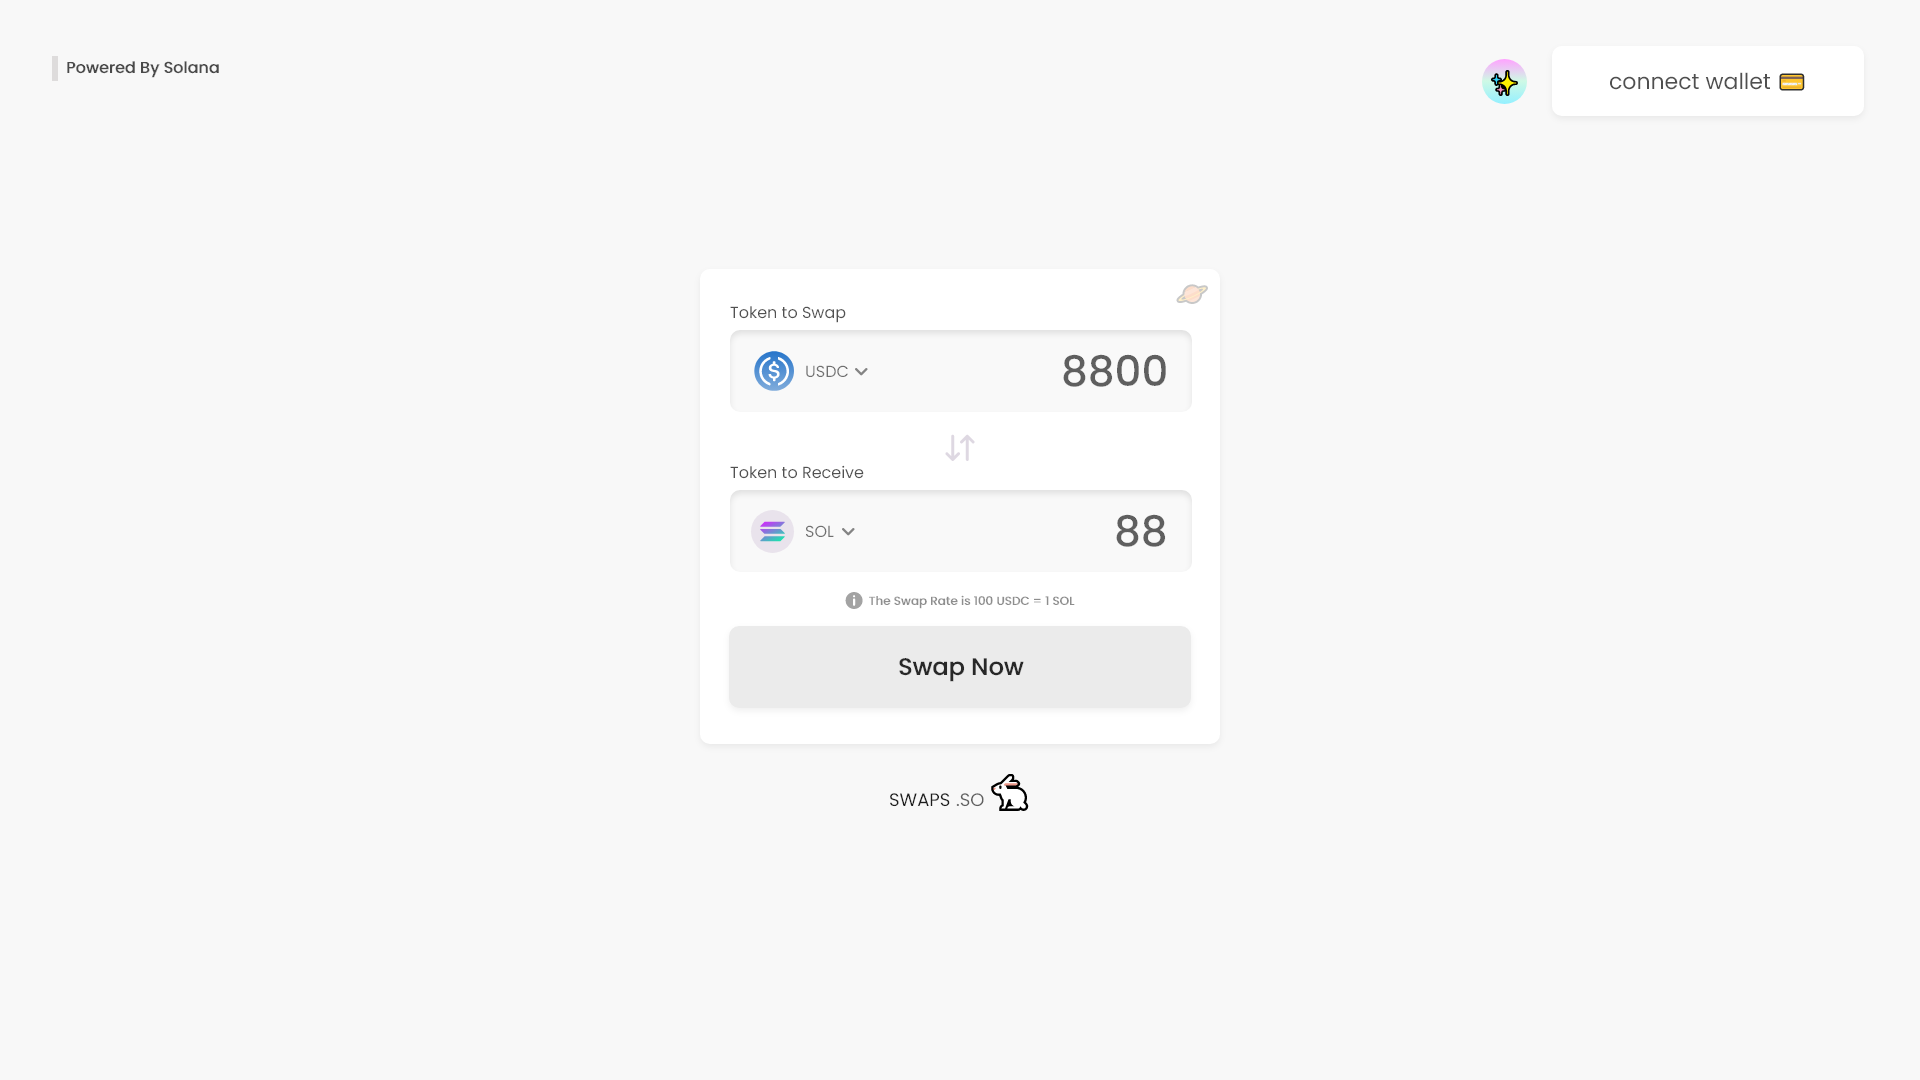 Powered By Solana
connect wallet
Token to Swap
USDC
8800
Token to Receive
SOL
88
The Swap Rate is 100 USDC = 1 SOL
Swap Now
SWAPS .SO